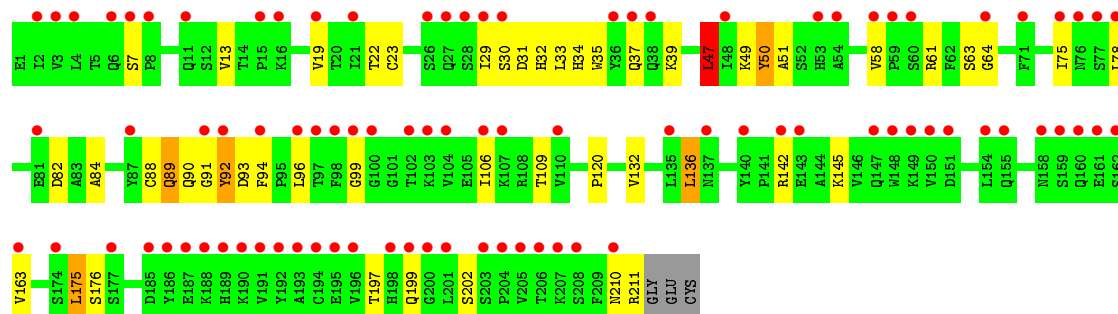 E1 I2 V3 L4 T5 Q6 S7 P8 Q11 S12 V13 T14 P15 K16 V19 T20 I21 T22 C23 S26 Q27 S28 I29 S30 D31 H32 L33 H34 W35 Y36 Q37 Q38 K39 L47 I48 K49 Y50 A51 S52 H53 A54 V58 P59 S60 R61 F62 S63 G64 F71 I75 N76 S77 L78
E81 D82 A83 A84 Y87 C88 Q89 Q90 G91 Y92 D93 F94 P95 L96 T97 F98 G99 G100 G101 T102 K103 V104 E105 I106 K107 R108 T109 V110 P120 V132 L135 L136 N137 Y140 P141 R142 E143 A144 K145 V146 Q147 W148 K149 V150 D151 L154 Q155 N158 S159 Q160 E161 S162
V163 S174 L175 S176 S177 D185 Y186 E187 K188 H189 K190 V191 Y192 A193 C194 E195 V196 T197 H198 Q199 G200 L201 S202 S203 P204 V205 T206 K207 S208 F209 N210 R211 GLY GLU CYS